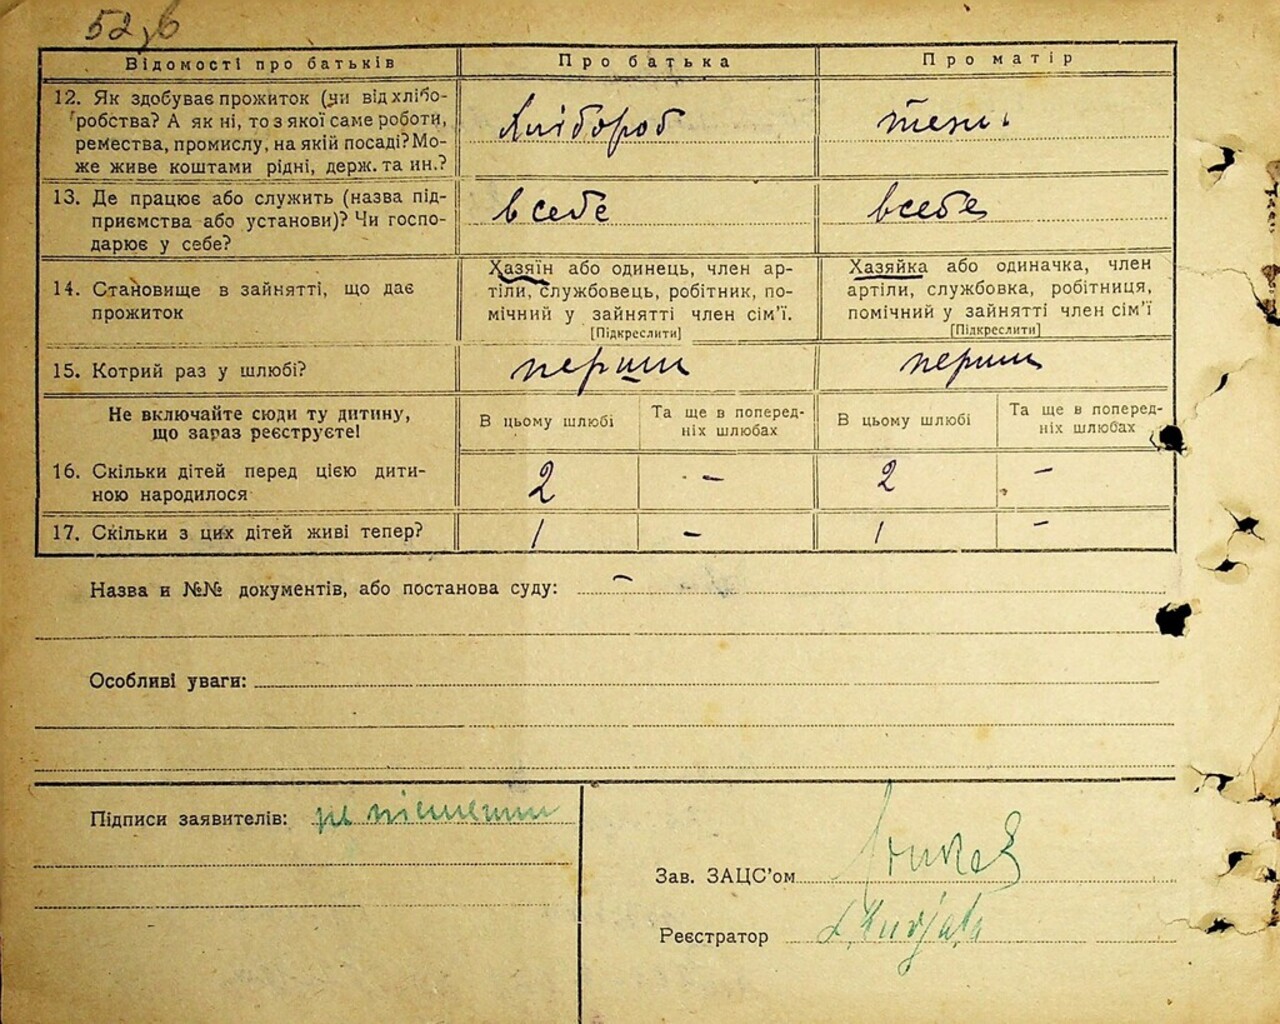 52зв
Відомості про батьків Про батька Про матір
12. Як здобуває прожиток (чи від хлібо-
робства? А як ні, то з якої саме роботи,
ремества, промислу, на якій посаді? Мо-
же живе коштами рідні, держ. та ин.?
Хлібороб
13. Де працює або служить (назва під-
приємства або установи)? Чи госпо-
дарює у себе?
в себе
всебе
14. Становище в зайнятті, що дає
прожиток
Хазяїн або одинець, член ар-
тіли, службовець, робітник, по-
мічний у зайнятті член сім'ї.
[Підкреслити]
Хазяйка або одиначка, член
артіли, службовка, робітниця,
помічний у зайнятті член сім'ї
[Підкреслити]
15. Котрий раз у шлюбі?
перший
перший
Не включайте сюди ту дитину,
що зараз реєструєте!
В цьому шлюбі
Та ще в поперед-
ніх шлюбах
В цьому шлюбі
Та ще в поперед-
ніх шлюбах
16. Скільки дітей перед цією дити-
ною народилося
2 – 2 –
17. Скільки з цих дітей живі тепер?
1 – 1 –
Назва и №№ документів, або постанова суду: –
Особливі уваги:
Підписи заявителів:
Зав. ЗАЦС'ом
Реєстратор